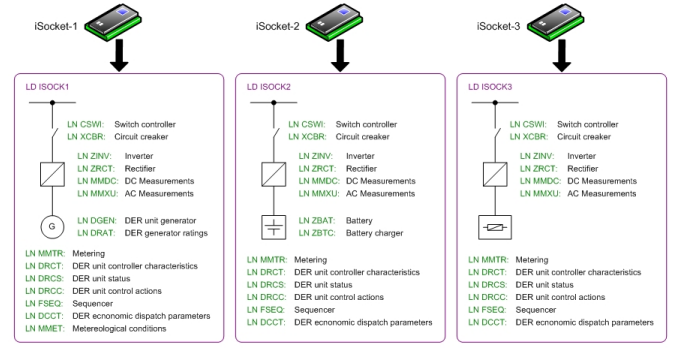 iSocket-1
iSocket-2
iSocket-3
LD ISOCK1
LN CSWI: Switch controller
LN XCBR: Circuit creaker
LN ZINV: Inverter
LN ZRCT: Rectifier
LN MMDC: DC Measurements
LN MMXU: AC Measurements
G
LN DGEN: DER unit generator
LN DRAT: DER generator ratings
LN MMTR: Metering
LN DRCT: DER unit controller characteristics
LN DRCS: DER unit status
LN DRCC: DER unit control actions
LN FSEQ: Sequencer
LN DCCT: DER ecnonomic dispatch parameters
LN MMET: Metereological conditions
LD ISOCK2
LN CSWI: Switch controller
LN XCBR: Circuit creaker
LN ZINV: Inverter
LN ZRCT: Rectifier
LN MMDC: DC Measurements
LN MMXU: AC Measurements
LN ZBAT: Battery
LN ZBTC: Battery charger
LN MMTR: Metering
LN DRCT: DER unit controller characteristics
LN DRCS: DER unit status
LN DRCC: DER unit control actions
LN FSEQ: Sequencer
LN DCCT: DER ecnonomic dispatch parameters
LD ISOCK3
LN CSWI: Switch controller
LN XCBR: Circuit creaker
LN ZINV: Inverter
LN ZRCT: Rectifier
LN MMDC: DC Measurements
LN MMXU: AC Measurements
LN MMTR: Metering
LN DRCT: DER unit controller characteristics
LN DRCS: DER unit status
LN DRCC: DER unit control actions
LN FSEQ: Sequencer
LN DCCT: DER ecnonomic dispatch parameters